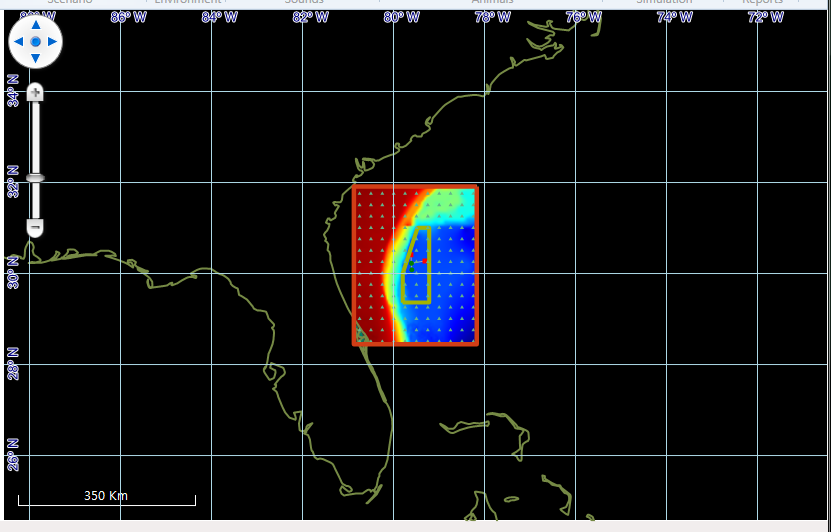 Scenario Environment Sounds Animals Simulation Reports
86° W 84° W 82° W 80° W 78° W 76° W 74° W 72° W
34° N
32° N
30° N
28° N
26° N
350 Km